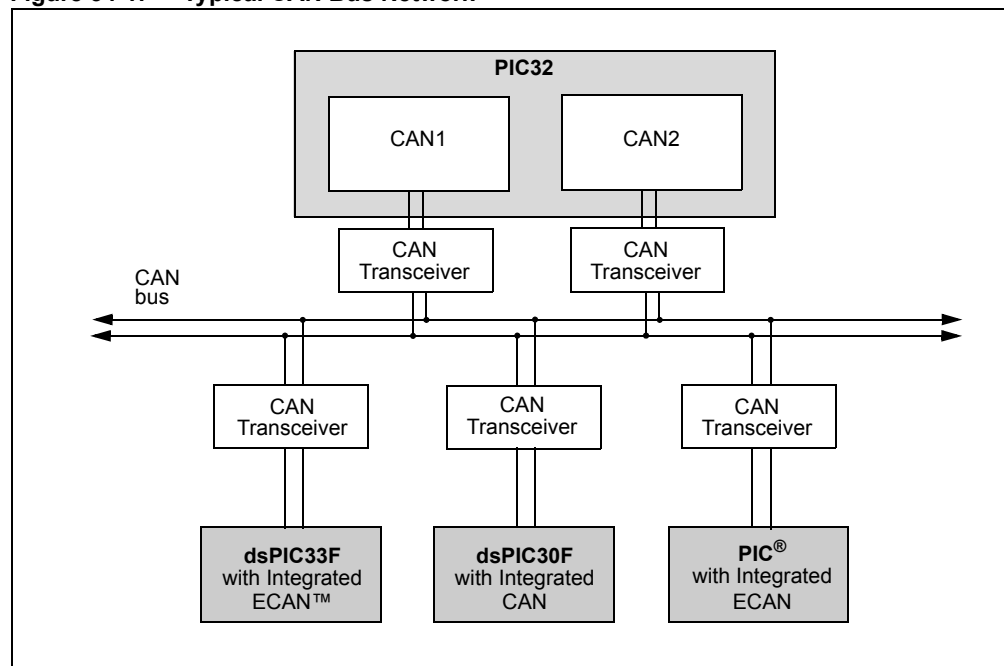 PIC32
CAN1
CAN2
CAN
Transceiver
CAN
Transceiver
CAN
bus
CAN
Transceiver
CAN
Transceiver
CAN
Transceiver
dsPIC33F
with Integrated
ECAN™
dsPIC30F
with Integrated
CAN
PIC®
with Integrated
ECAN